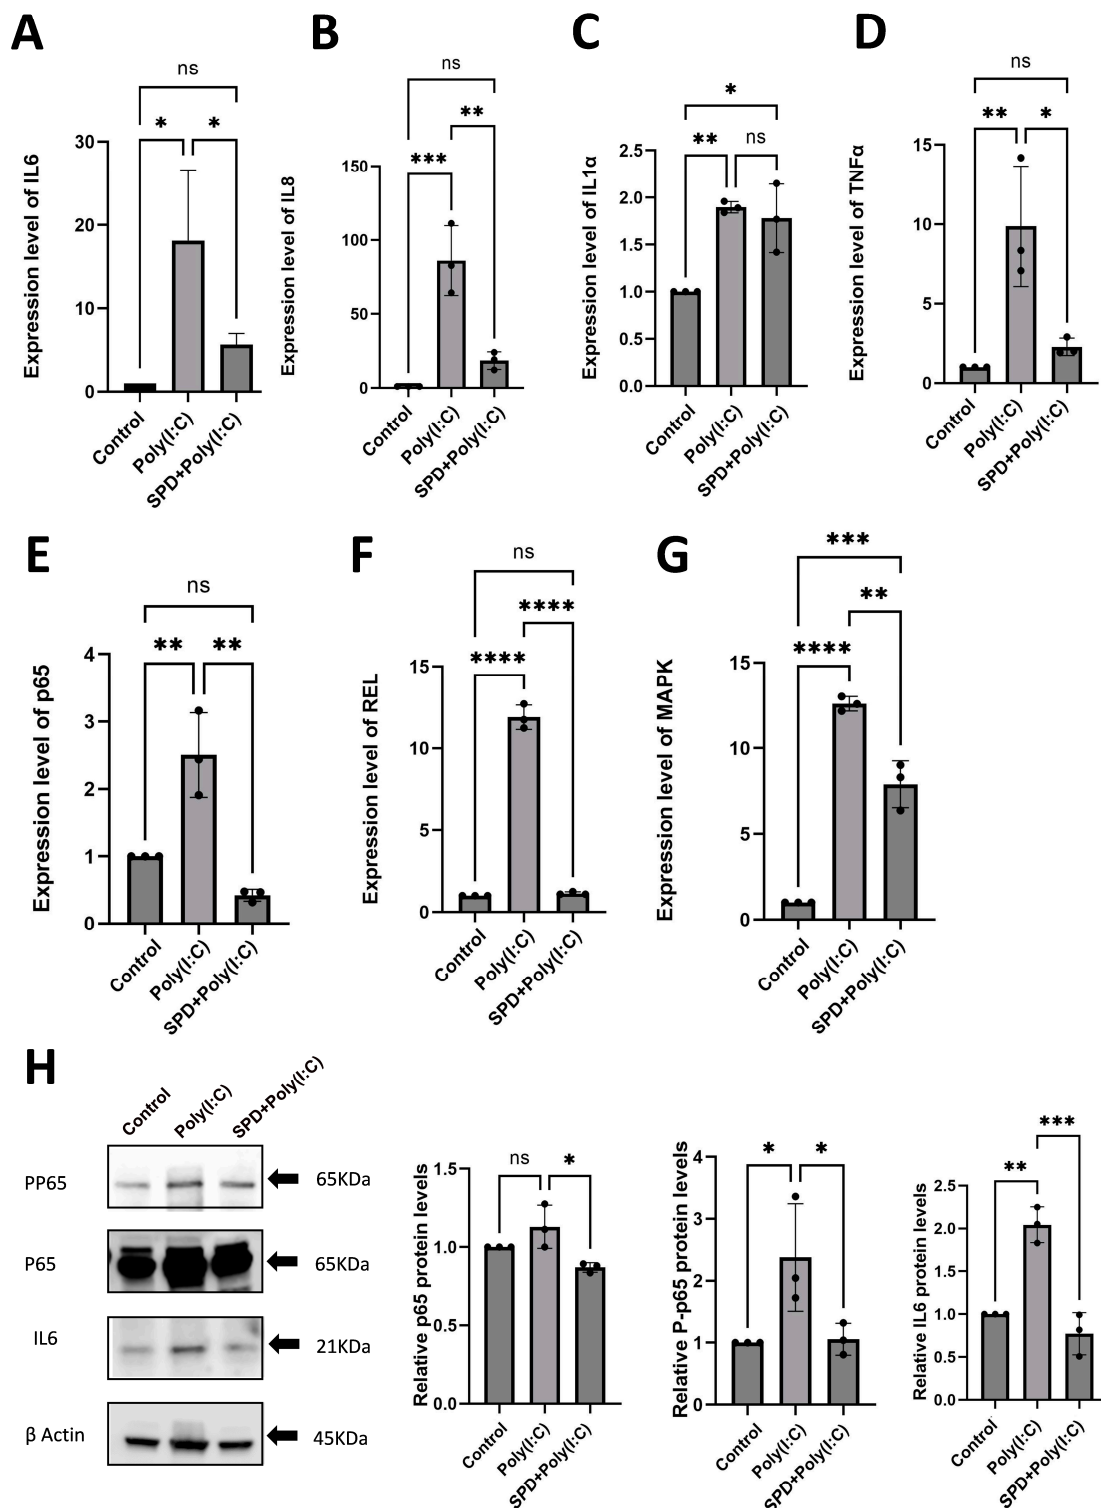 A
B
C
D
ns
*
*
Expression level of IL6
30
20
10
0
Control
Poly(I:C)
SPD+Poly(I:C)
ns
**
***
Expression level of IL8
150
100
50
0
Control
Poly(I:C)
SPD+Poly(I:C)
*
**
ns
Expression level of IL1α
2.5
2.0
1.5
1.0
0.5
0.0
Control
Poly(I:C)
SPD+Poly(I:C)
ns
**
*
Expression level of TNFα
15
10
5
0
Control
Poly(I:C)
SPD+Poly(I:C)
E
F
G
ns
**
**
Expression level of p65
4
3
2
1
0
Control
Poly(I:C)
SPD+Poly(I:C)
ns
****
****
Expression level of REL
15
10
5
0
Control
Poly(I:C)
SPD+Poly(I:C)
***
**
****
Expression level of MAPK
15
10
5
0
Control
Poly(I:C)
SPD+Poly(I:C)
H
Control
Poly(I:C)
SPD+Poly(I:C)
PP65
65KDa
P65
65KDa
IL6
21KDa
β Actin
45KDa
ns
*
Relative p65 protein levels
1.5
1.0
0.5
0.0
Control
Poly(I:C)
SPD+Poly(I:C)
*
*
Relative P-p65 protein levels
4
3
2
1
0
Control
Poly(I:C)
SPD+Poly(I:C)
***
**
Relative IL6 protein levels
2.5
2.0
1.5
1.0
0.5
0.0
Control
Poly(I:C)
SPD+Poly(I:C)